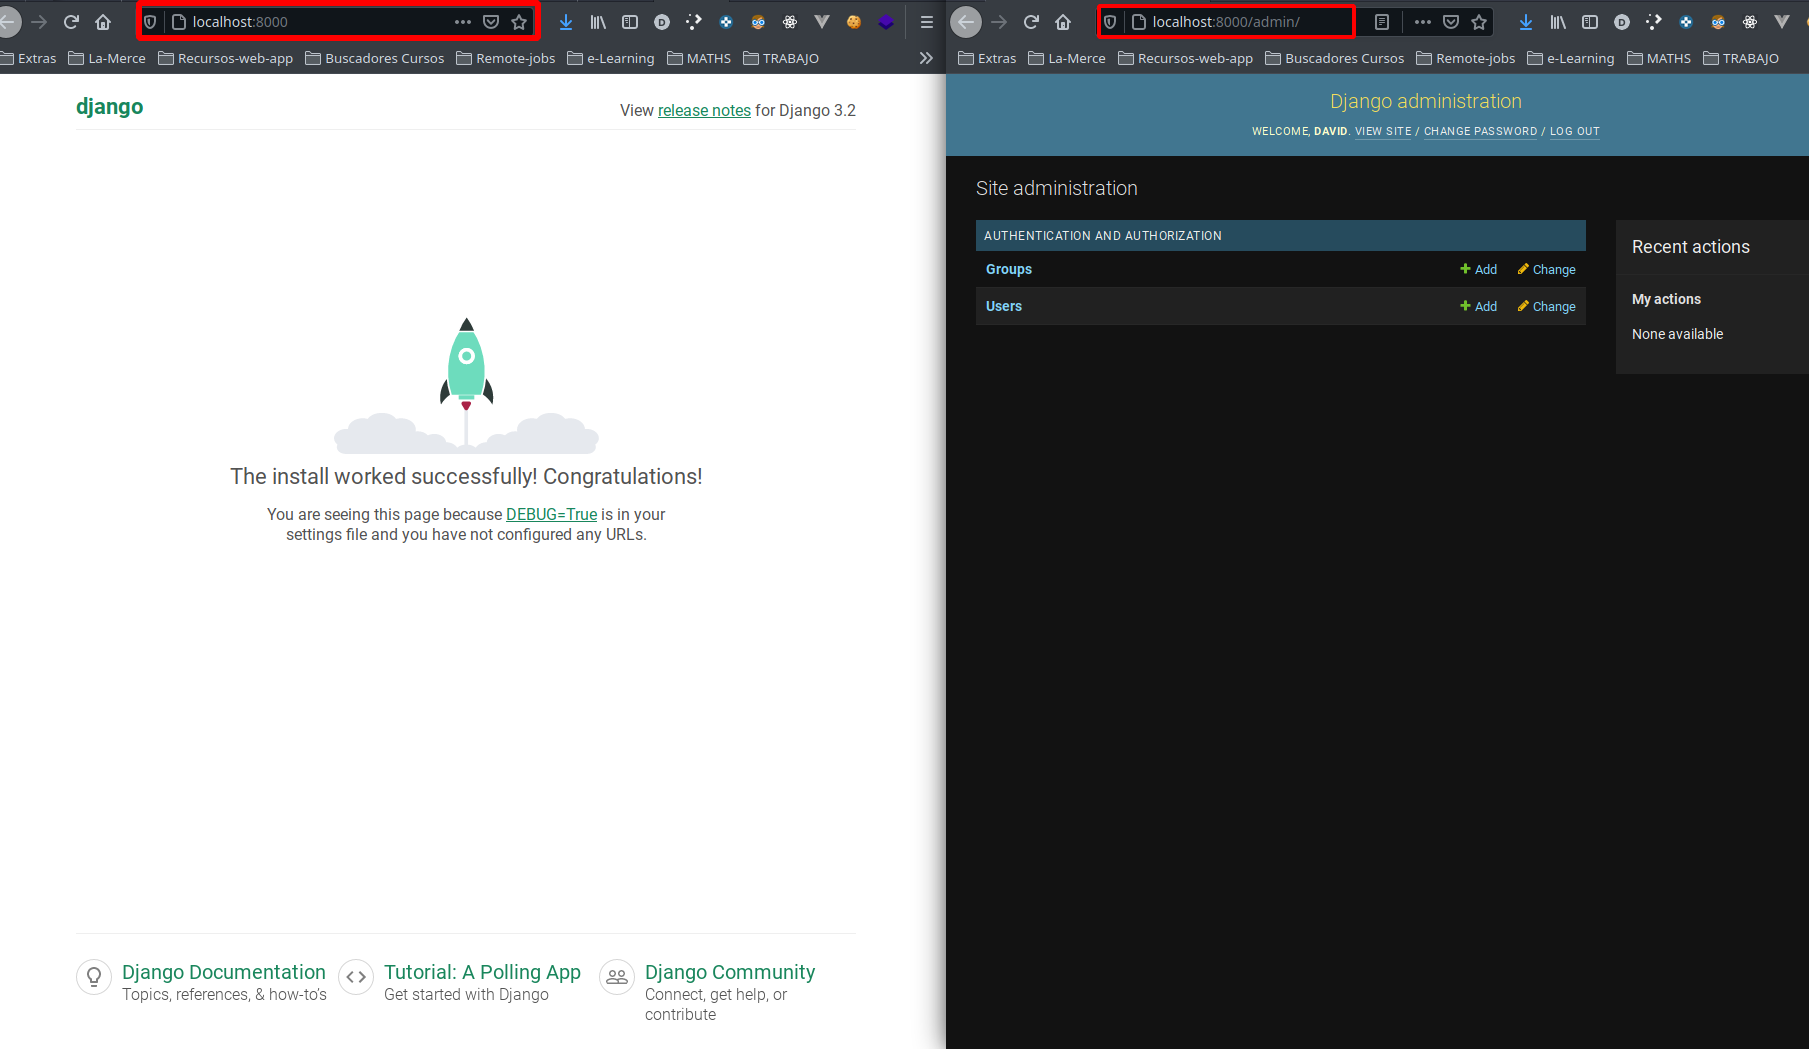 localhost:8000
Extras La-Merce Recursos-web-app Buscadores Cursos Remote-jobs e-Learning MATHS TRABAJO
django
View release notes for Django 3.2
The install worked successfully! Congratulations!
You are seeing this page because DEBUG=True is in your
settings file and you have not configured any URLs.
Django Documentation
Topics, references, & how-to's
Tutorial: A Polling App
Get started with Django
Django Community
Connect, get help, or
contribute
localhost:8000/admin/
Extras La-Merce Recursos-web-app Buscadores Cursos Remote-jobs e-Learning MATHS TRABAJO
Django administration
WELCOME, DAVID. VIEW SITE / CHANGE PASSWORD / LOG OUT
Site administration
AUTHENTICATION AND AUTHORIZATION
Groups Add Change
Users Add Change
Recent actions
My actions
None available